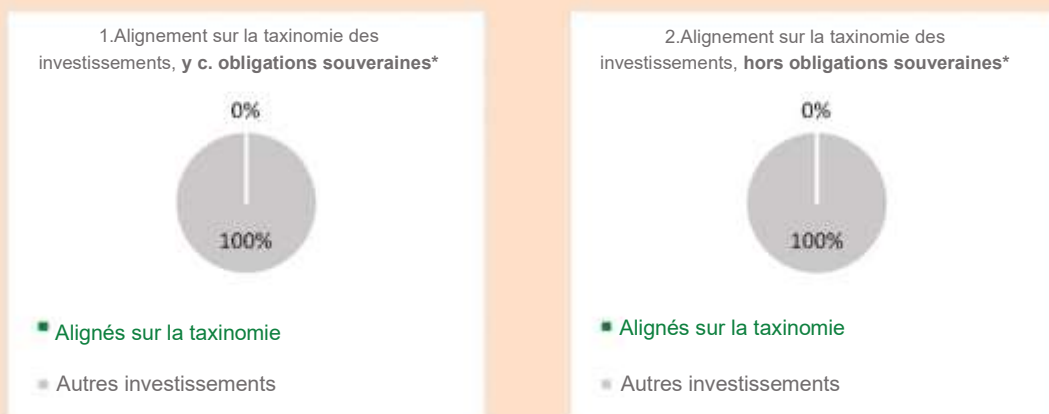 1.Alignement sur la taxinomie des
investissements, y c. obligations souveraines*
0%
100%
Alignés sur la taxinomie
Autres investissements
2.Alignement sur la taxinomie des
investissements, hors obligations souveraines*
0%
100%
Alignés sur la taxinomie
Autres investissements